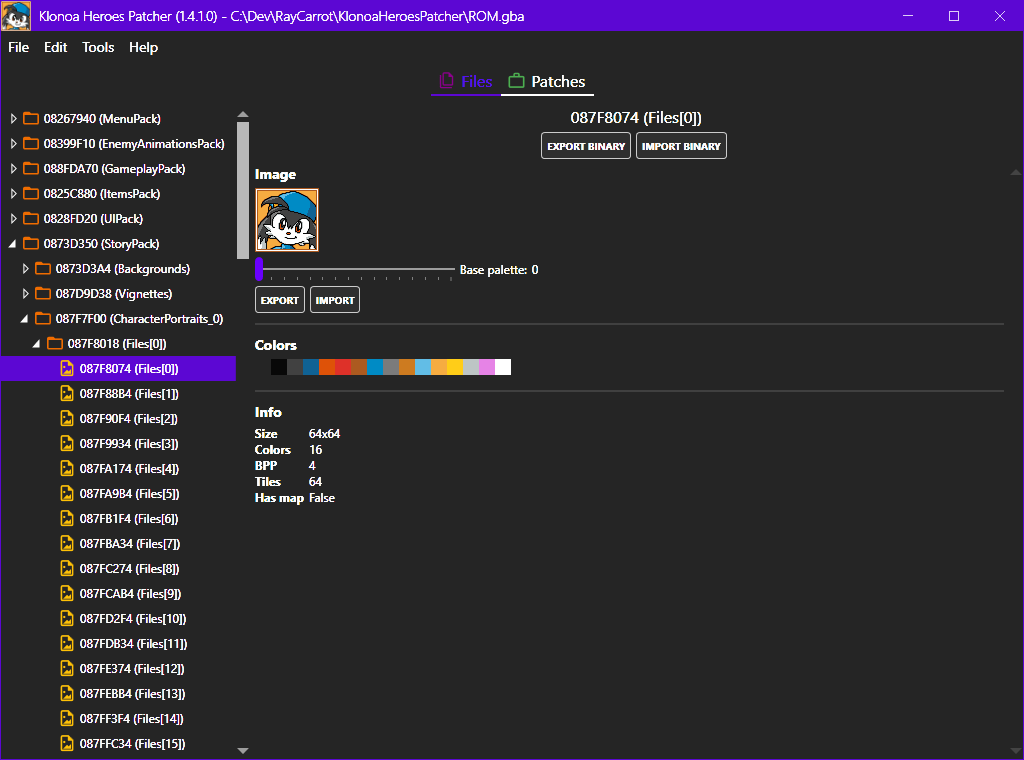 Klonoa Heroes Patcher (1.4.1.0) - C:\Dev\RayCarrot\KlonoaHeroesPatcher\ROM.gba
File Edit Tools Help
Files Patches
08267940 (MenuPack)
08399F10 (EnemyAnimationsPack)
088FDA70 (GameplayPack)
0825C880 (ItemsPack)
0828FD20 (UIPack)
0873D350 (StoryPack)
0873D3A4 (Backgrounds)
087D9D38 (Vignettes)
087F7F00 (CharacterPortraits_0)
087F8018 (Files[0])
087F8074 (Files[0])
087F88B4 (Files[1])
087F90F4 (Files[2])
087F9934 (Files[3])
087FA174 (Files[4])
087FA9B4 (Files[5])
087FB1F4 (Files[6])
087FBA34 (Files[7])
087FC274 (Files[8])
087FCAB4 (Files[9])
087FD2F4 (Files[10])
087FDB34 (Files[11])
087FE374 (Files[12])
087FEBB4 (Files[13])
087FF3F4 (Files[14])
087FFC34 (Files[15])
087F8074 (Files[0])
EXPORT BINARY IMPORT BINARY
Image
Base palette: 0
EXPORT IMPORT
Colors
Info
Size 64x64
Colors 16
BPP 4
Tiles 64
Has map False